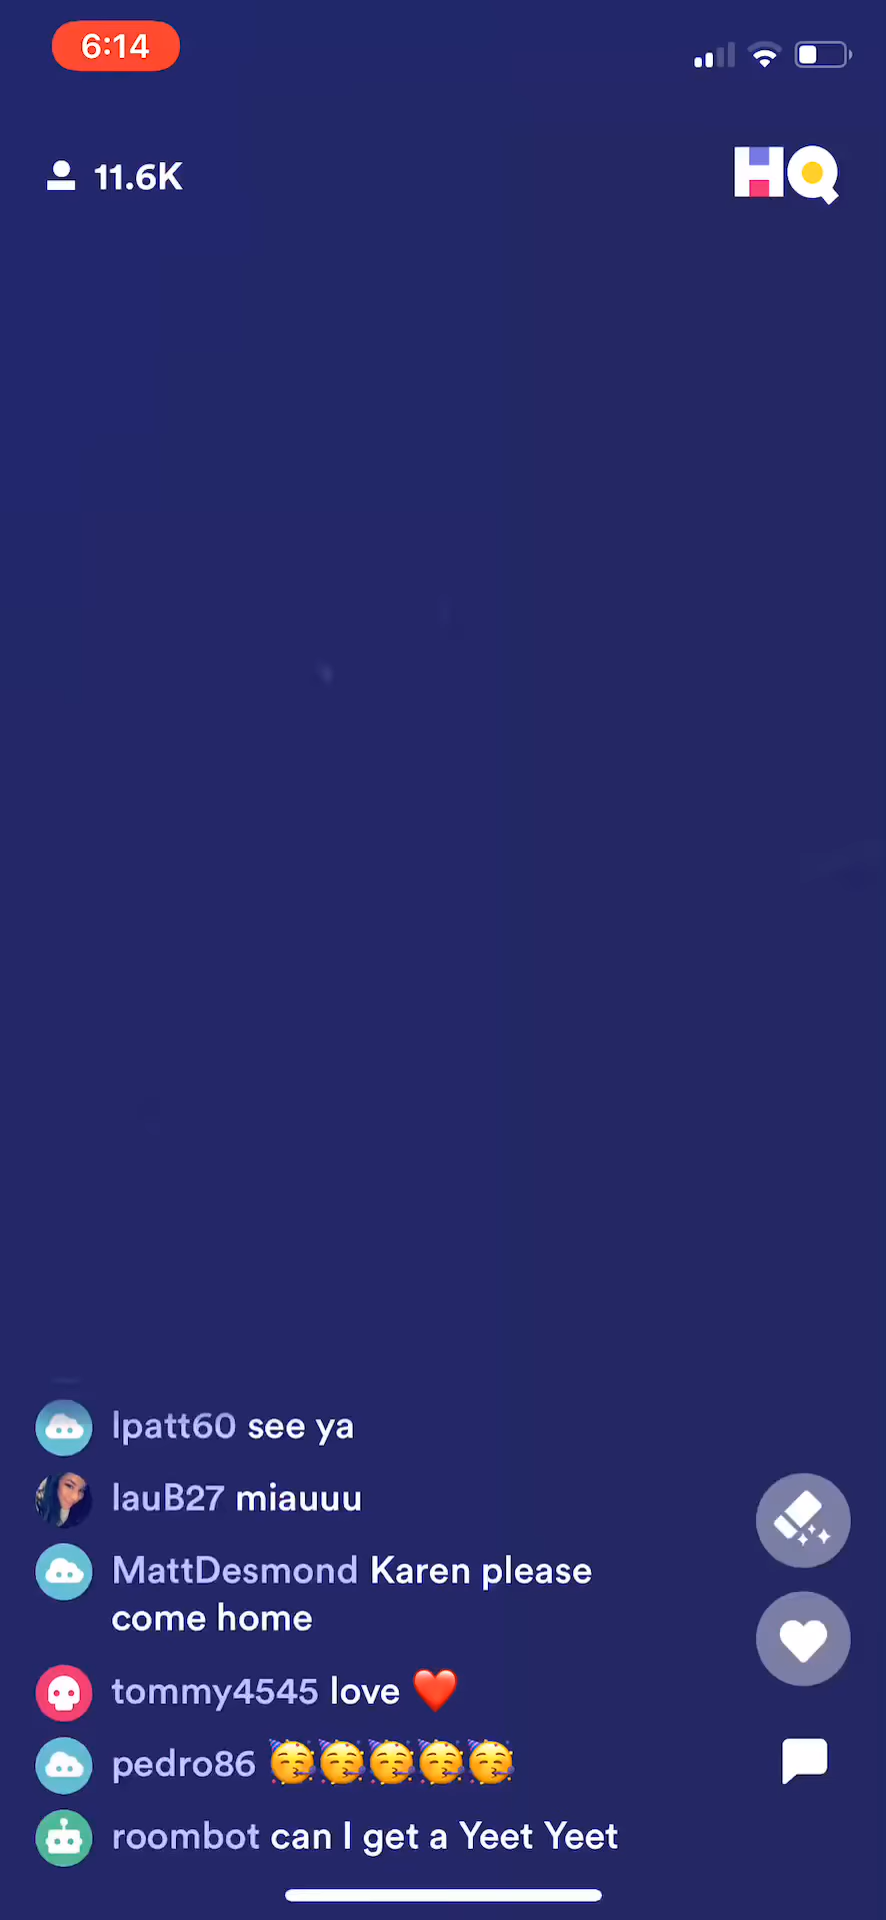 6:14
11.6K
HQ
lpatt60 see ya
lauB27 miauuu
MattDesmond Karen please
come home
tommy4545 love ❤️
pedro86 🥳🥳🥳🥳🥳
roombot can I get a Yeet Yeet